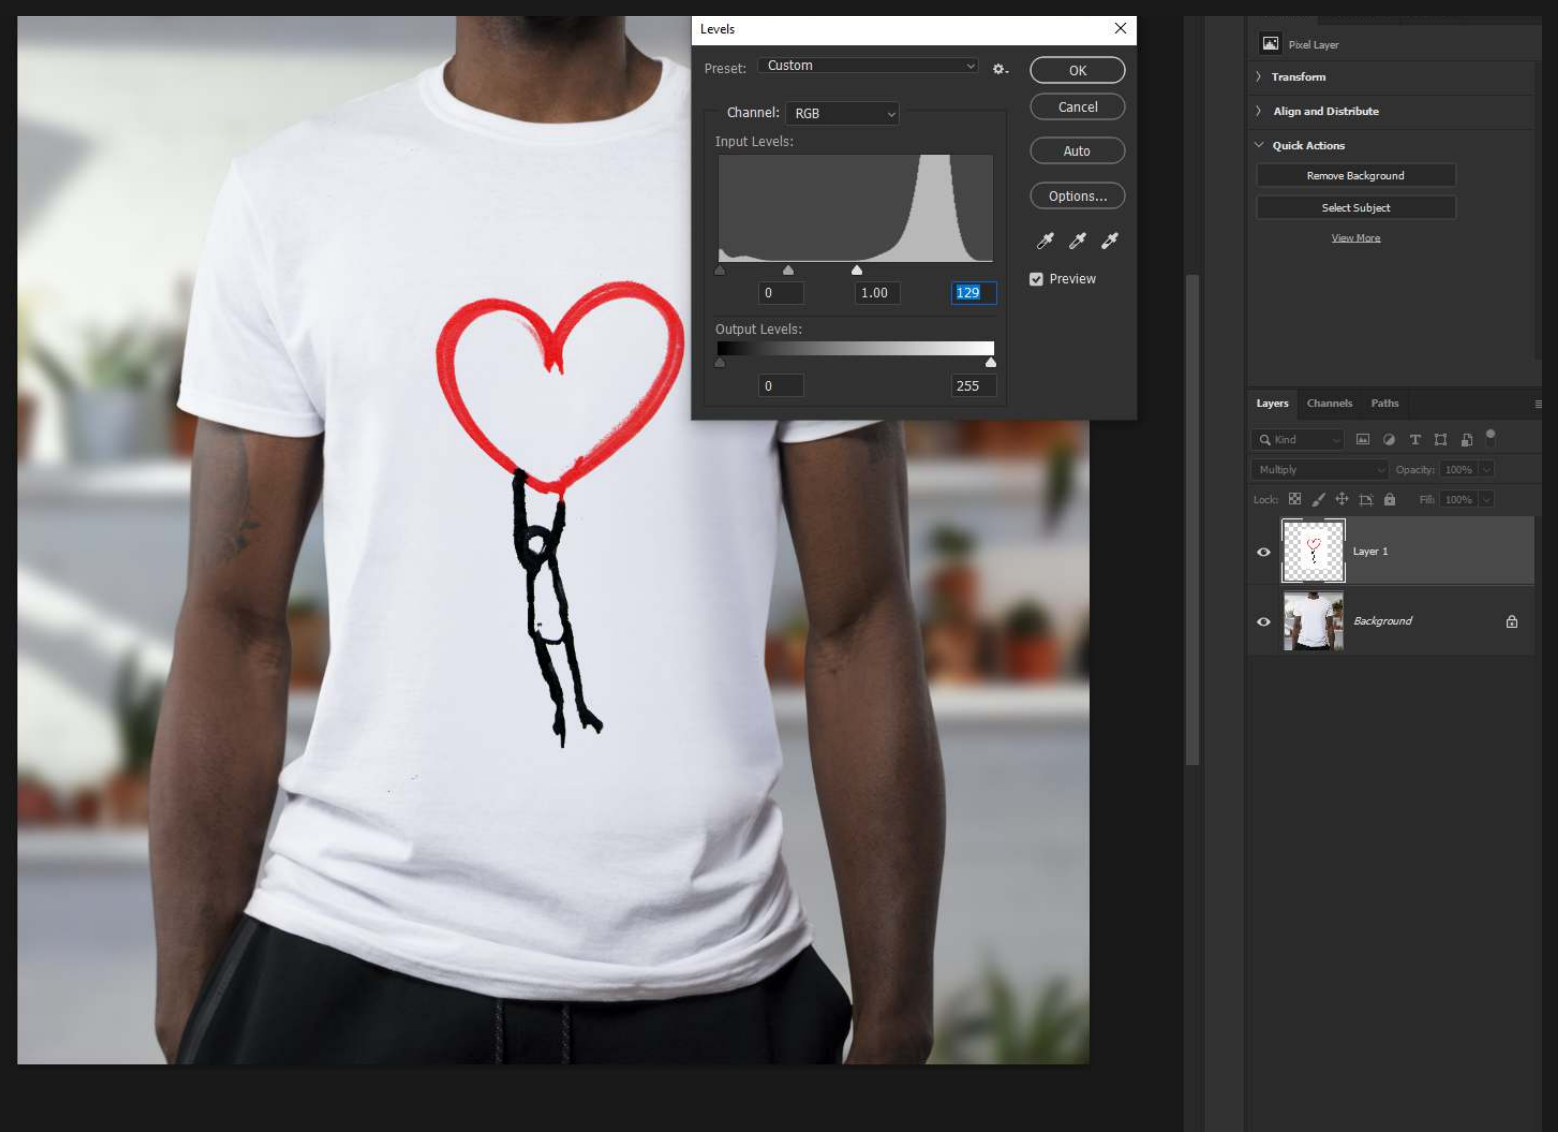 Levels
Preset: Custom
OK
Channel: RGB
Cancel
Input Levels:
Auto
Options...
Preview
0 1.00 129
Output Levels:
0 255
Pixel Layer
Transform
Align and Distribute
Quick Actions
Remove Background
Select Subject
View More
Layers Channels Paths
Kind
Multiply Opacity: 100%
Lock: Fill: 100%
Layer 1
Background